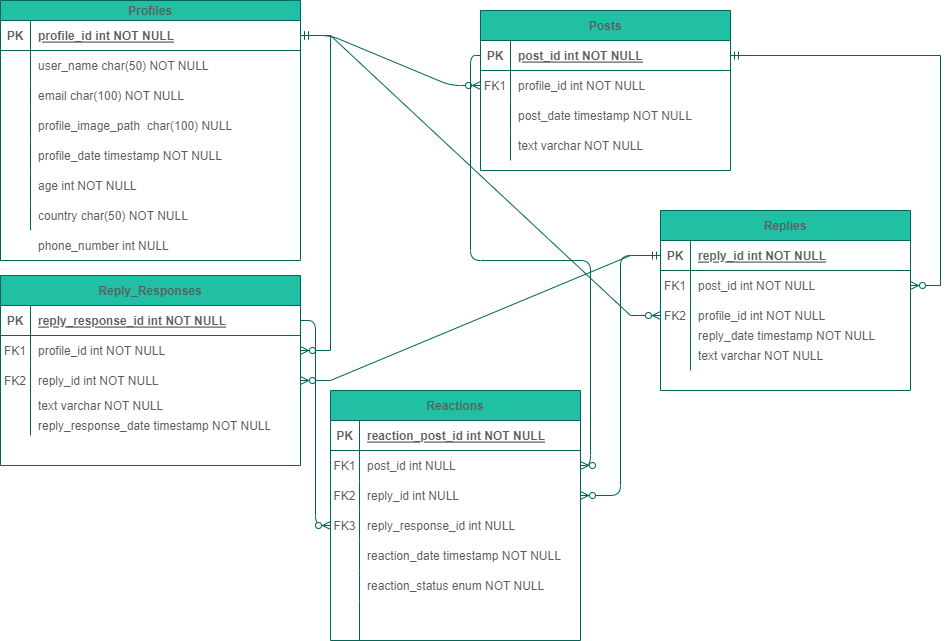 Profiles
PK profile_id int NOT NULL
user_name char(50) NOT NULL
email char(100) NOT NULL
profile_image_path  char(100) NULL
profile_date timestamp NOT NULL
age int NOT NULL
country char(50) NOT NULL
phone_number int NULL
Posts
PK post_id int NOT NULL
FK1 profile_id int NOT NULL
post_date timestamp NOT NULL
text varchar NOT NULL
Replies
PK reply_id int NOT NULL
FK1 post_id int NOT NULL
FK2 profile_id int NOT NULL
reply_date timestamp NOT NULL
text varchar NOT NULL
Reply_Responses
PK reply_response_id int NOT NULL
FK1 profile_id int NOT NULL
FK2 reply_id int NOT NULL
text varchar NOT NULL
reply_response_date timestamp NOT NULL
Reactions
PK reaction_post_id int NOT NULL
FK1 post_id int NULL
FK2 reply_id int NULL
FK3 reply_response_id int NULL
reaction_date timestamp NOT NULL
reaction_status enum NOT NULL